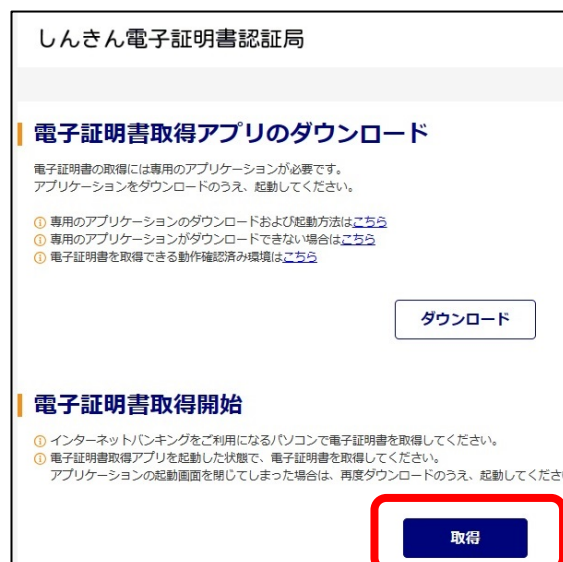 しんきん電子証明書認証局
電子証明書取得アプリのダウンロード
電子証明書の取得には専用のアプリケーションが必要です。
アプリケーションをダウンロードのうえ、起動してください。
専用のアプリケーションのダウンロードおよび起動方法はこちら
専用のアプリケーションがダウンロードできない場合はこちら
電子証明書を取得できる動作確認済み環境はこちら
ダウンロード
電子証明書取得開始
インターネットバンキングをご利用になるパソコンで電子証明書を取得してください。
電子証明書取得アプリを起動した状態で、電子証明書を取得してください。
アプリケーションの起動画面を閉じてしまった場合は、再度ダウンロードのうえ、起動してくださ
取得